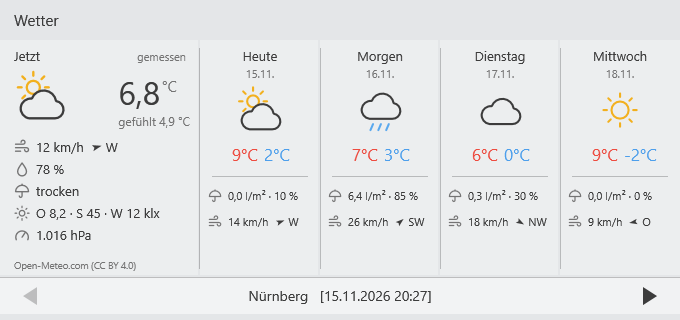 Wetter
Jetzt gemessen
6,8 °C
gefühlt 4,9 °C
12 km/h W
78 %
trocken
O 8,2 · S 45 · W 12 klx
1.016 hPa
Open-Meteo.com (CC BY 4.0)
Heute
15.11.
9°C 2°C
0,0 l/m² · 10 %
14 km/h W
Morgen
16.11.
7°C 3°C
6,4 l/m² · 85 %
26 km/h SW
Dienstag
17.11.
6°C 0°C
0,3 l/m² · 30 %
18 km/h NW
Mittwoch
18.11.
9°C -2°C
0,0 l/m² · 0 %
9 km/h O
Nürnberg [15.11.2026 20:27]